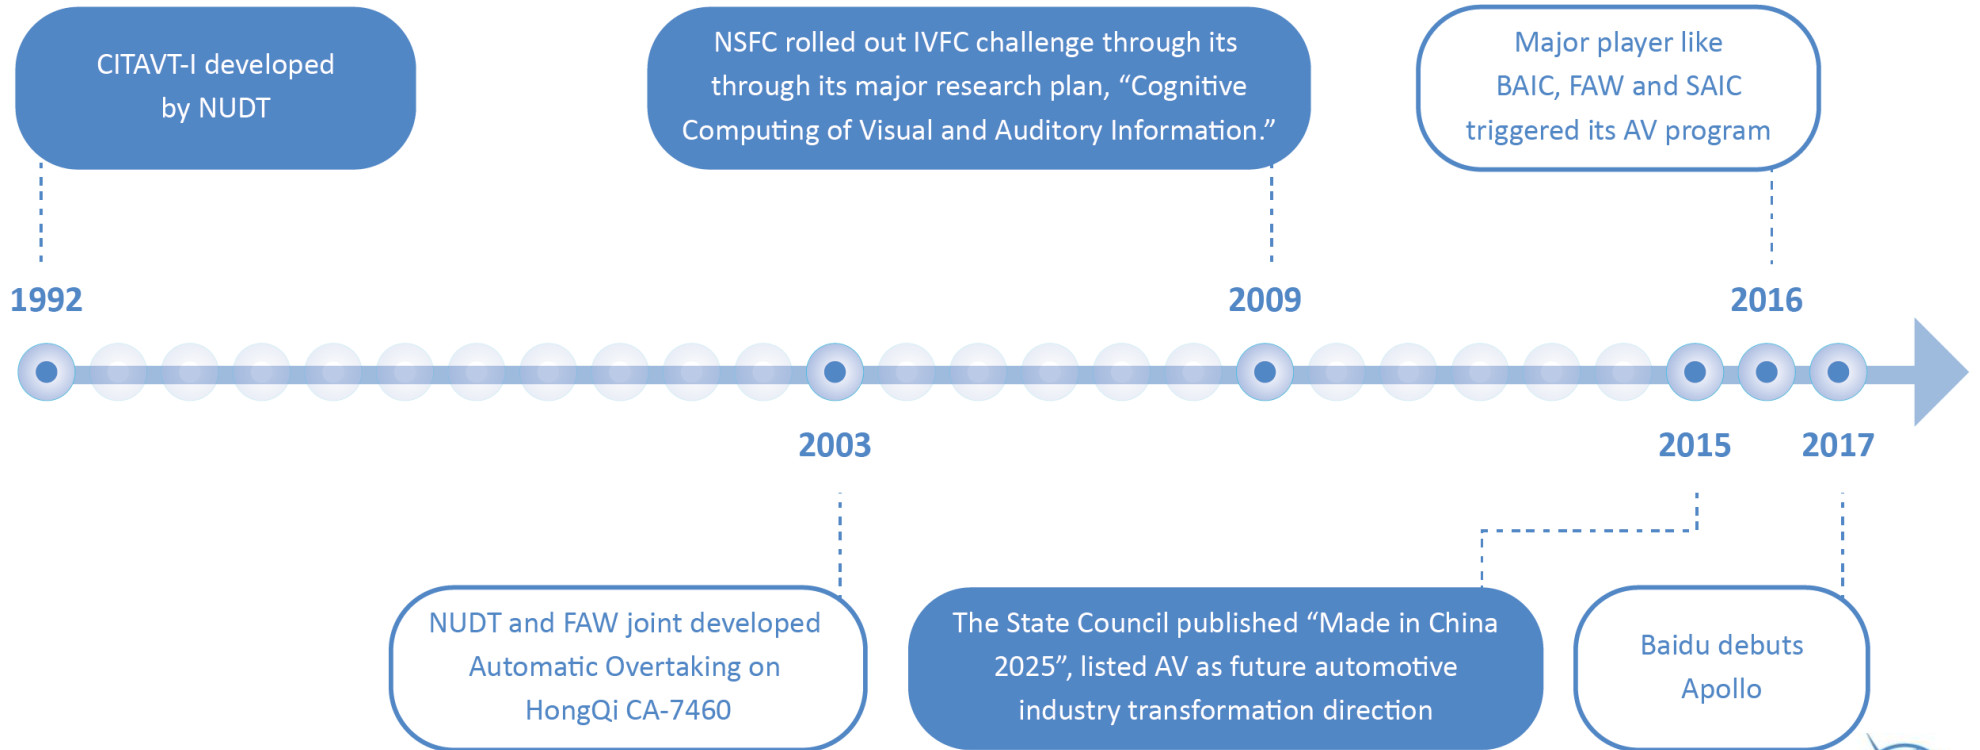 CITAVT-I developed
by NUDT
NSFC rolled out IVFC challenge through its
through its major research plan, “Cognitive
Computing of Visual and Auditory Information.”
Major player like
BAIC, FAW and SAIC
triggered its AV program
1992
2009
2016
2003
2015
2017
NUDT and FAW joint developed
Automatic Overtaking on
HongQi CA-7460
The State Council published “Made in China
2025”, listed AV as future automotive
industry transformation direction
Baidu debuts
Apollo